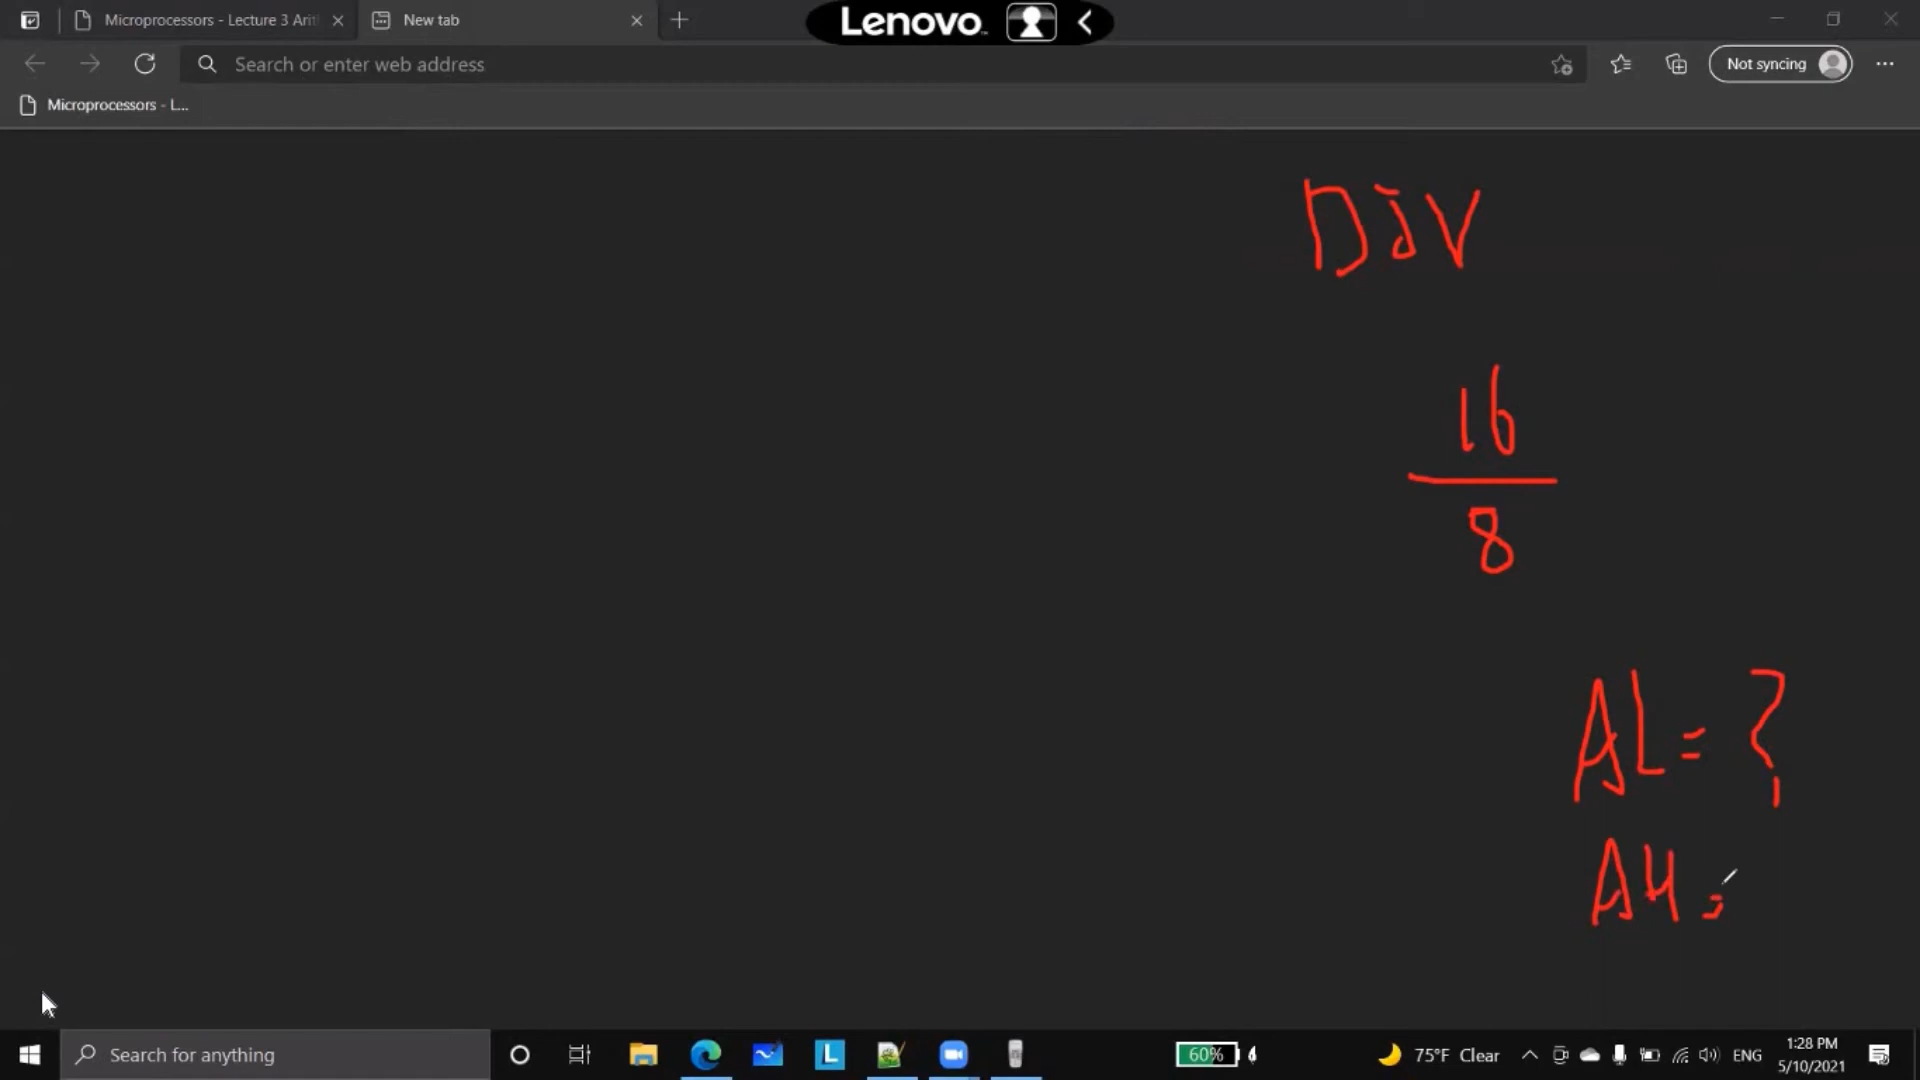 Microprocessors - Lecture 3 Arit
New tab
Lenovo
Search or enter web address
Not syncing
Microprocessors - L...
Div
16
8
AL = ?
AH =
Search for anything
L
60%
75°F Clear
ENG
1:28 PM
5/10/2021